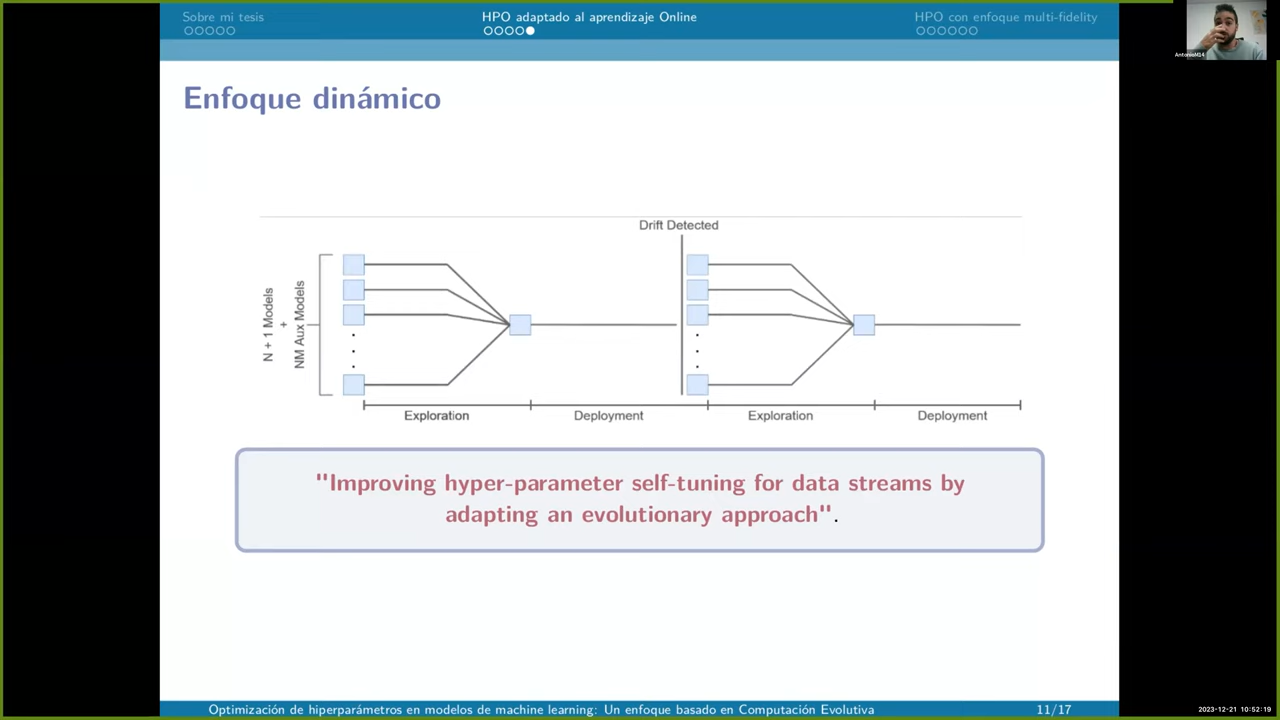 Sobre mi tesis
HPO adaptado al aprendizaje Online
HPO con enfoque multi-fidelity
AntonioM14
Enfoque dinámico
Drift Detected
N + 1 Models
+
NM Aux Models
Exploration
Deployment
Exploration
Deployment
"Improving hyper-parameter self-tuning for data streams by
adapting an evolutionary approach".
Optimización de hiperparámetros en modelos de machine learning: Un enfoque basado en Computación Evolutiva
11/17
2023-12-21 10:52:19